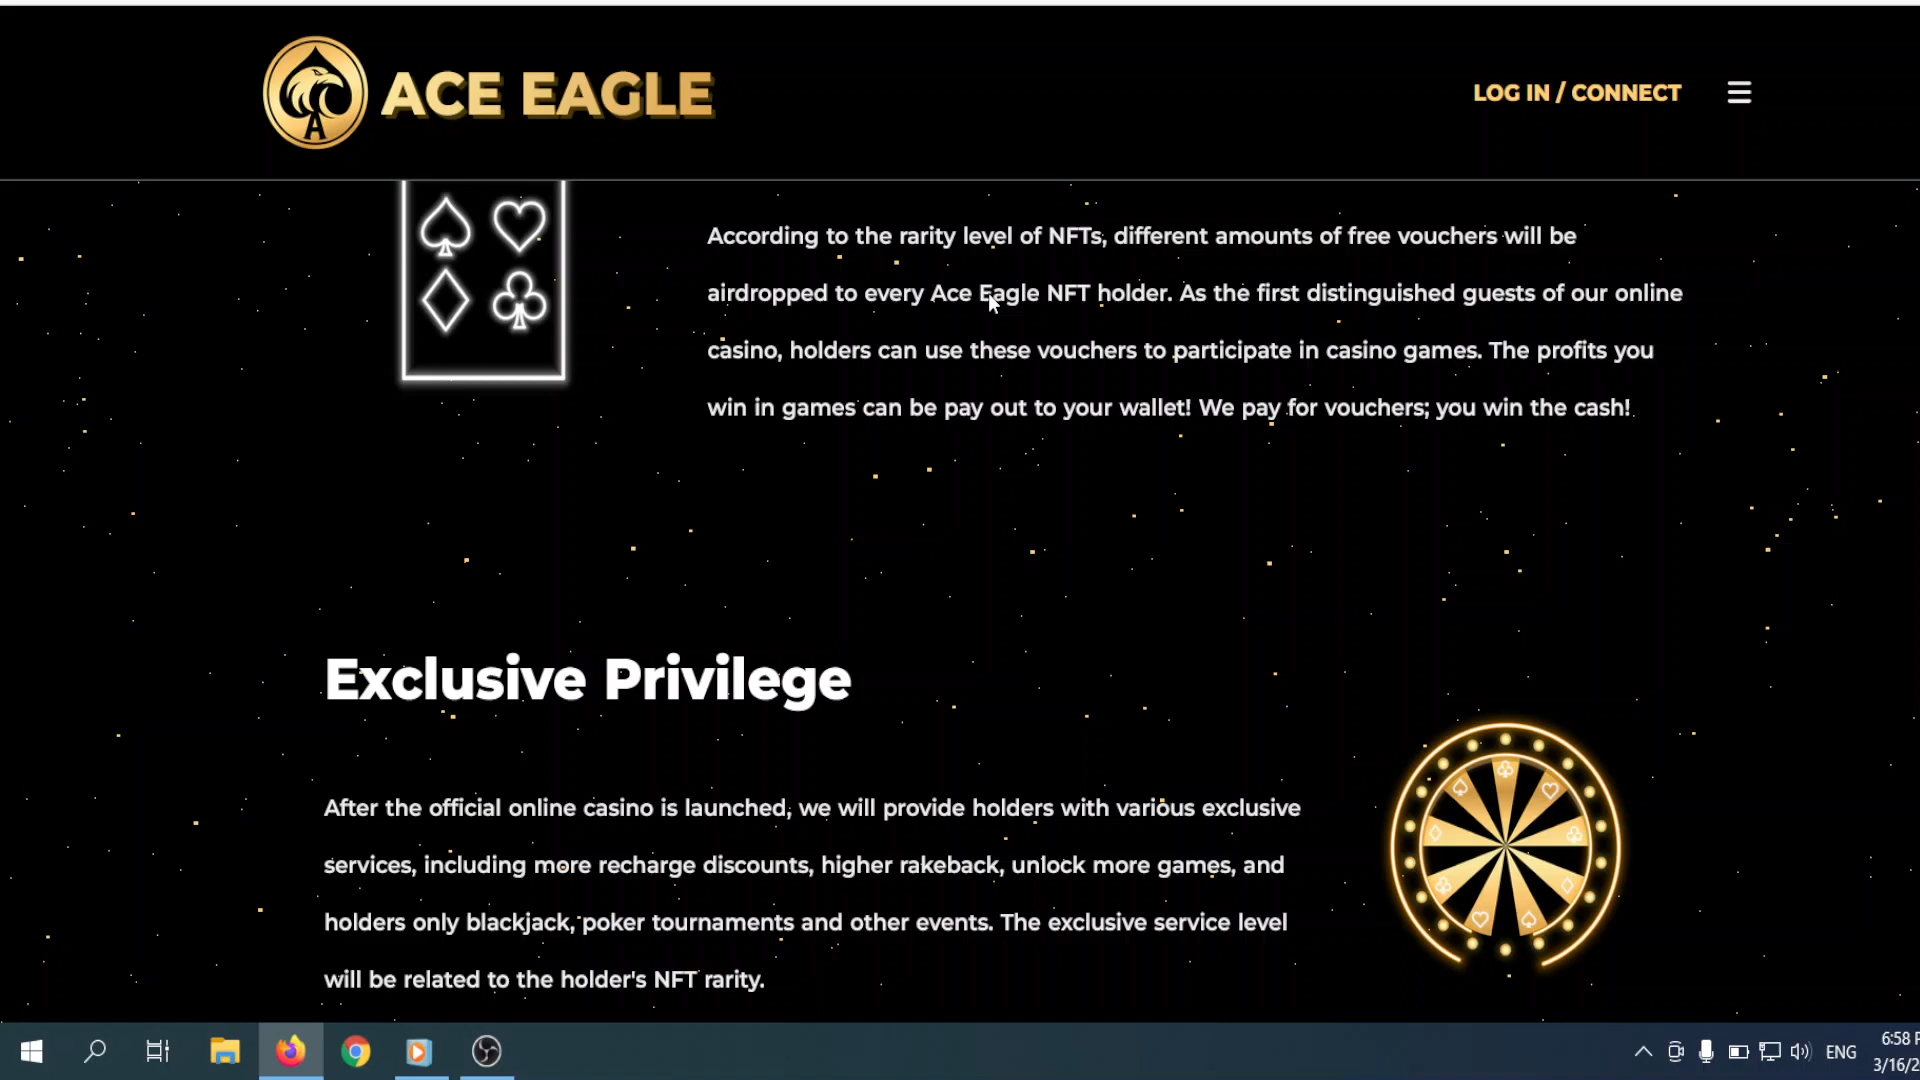 ACE EAGLE
LOG IN / CONNECT
According to the rarity level of NFTs, different amounts of free vouchers will be
airdropped to every Ace Eagle NFT holder. As the first distinguished guests of our online
casino, holders can use these vouchers to participate in casino games. The profits you
win in games can be pay out to your wallet! We pay for vouchers; you win the cash!
Exclusive Privilege
After the official online casino is launched, we will provide holders with various exclusive
services, including more recharge discounts, higher rakeback, unlock more games, and
holders only blackjack, poker tournaments and other events. The exclusive service level
will be related to the holder's NFT rarity.
ENG
6:58 P
3/16/2